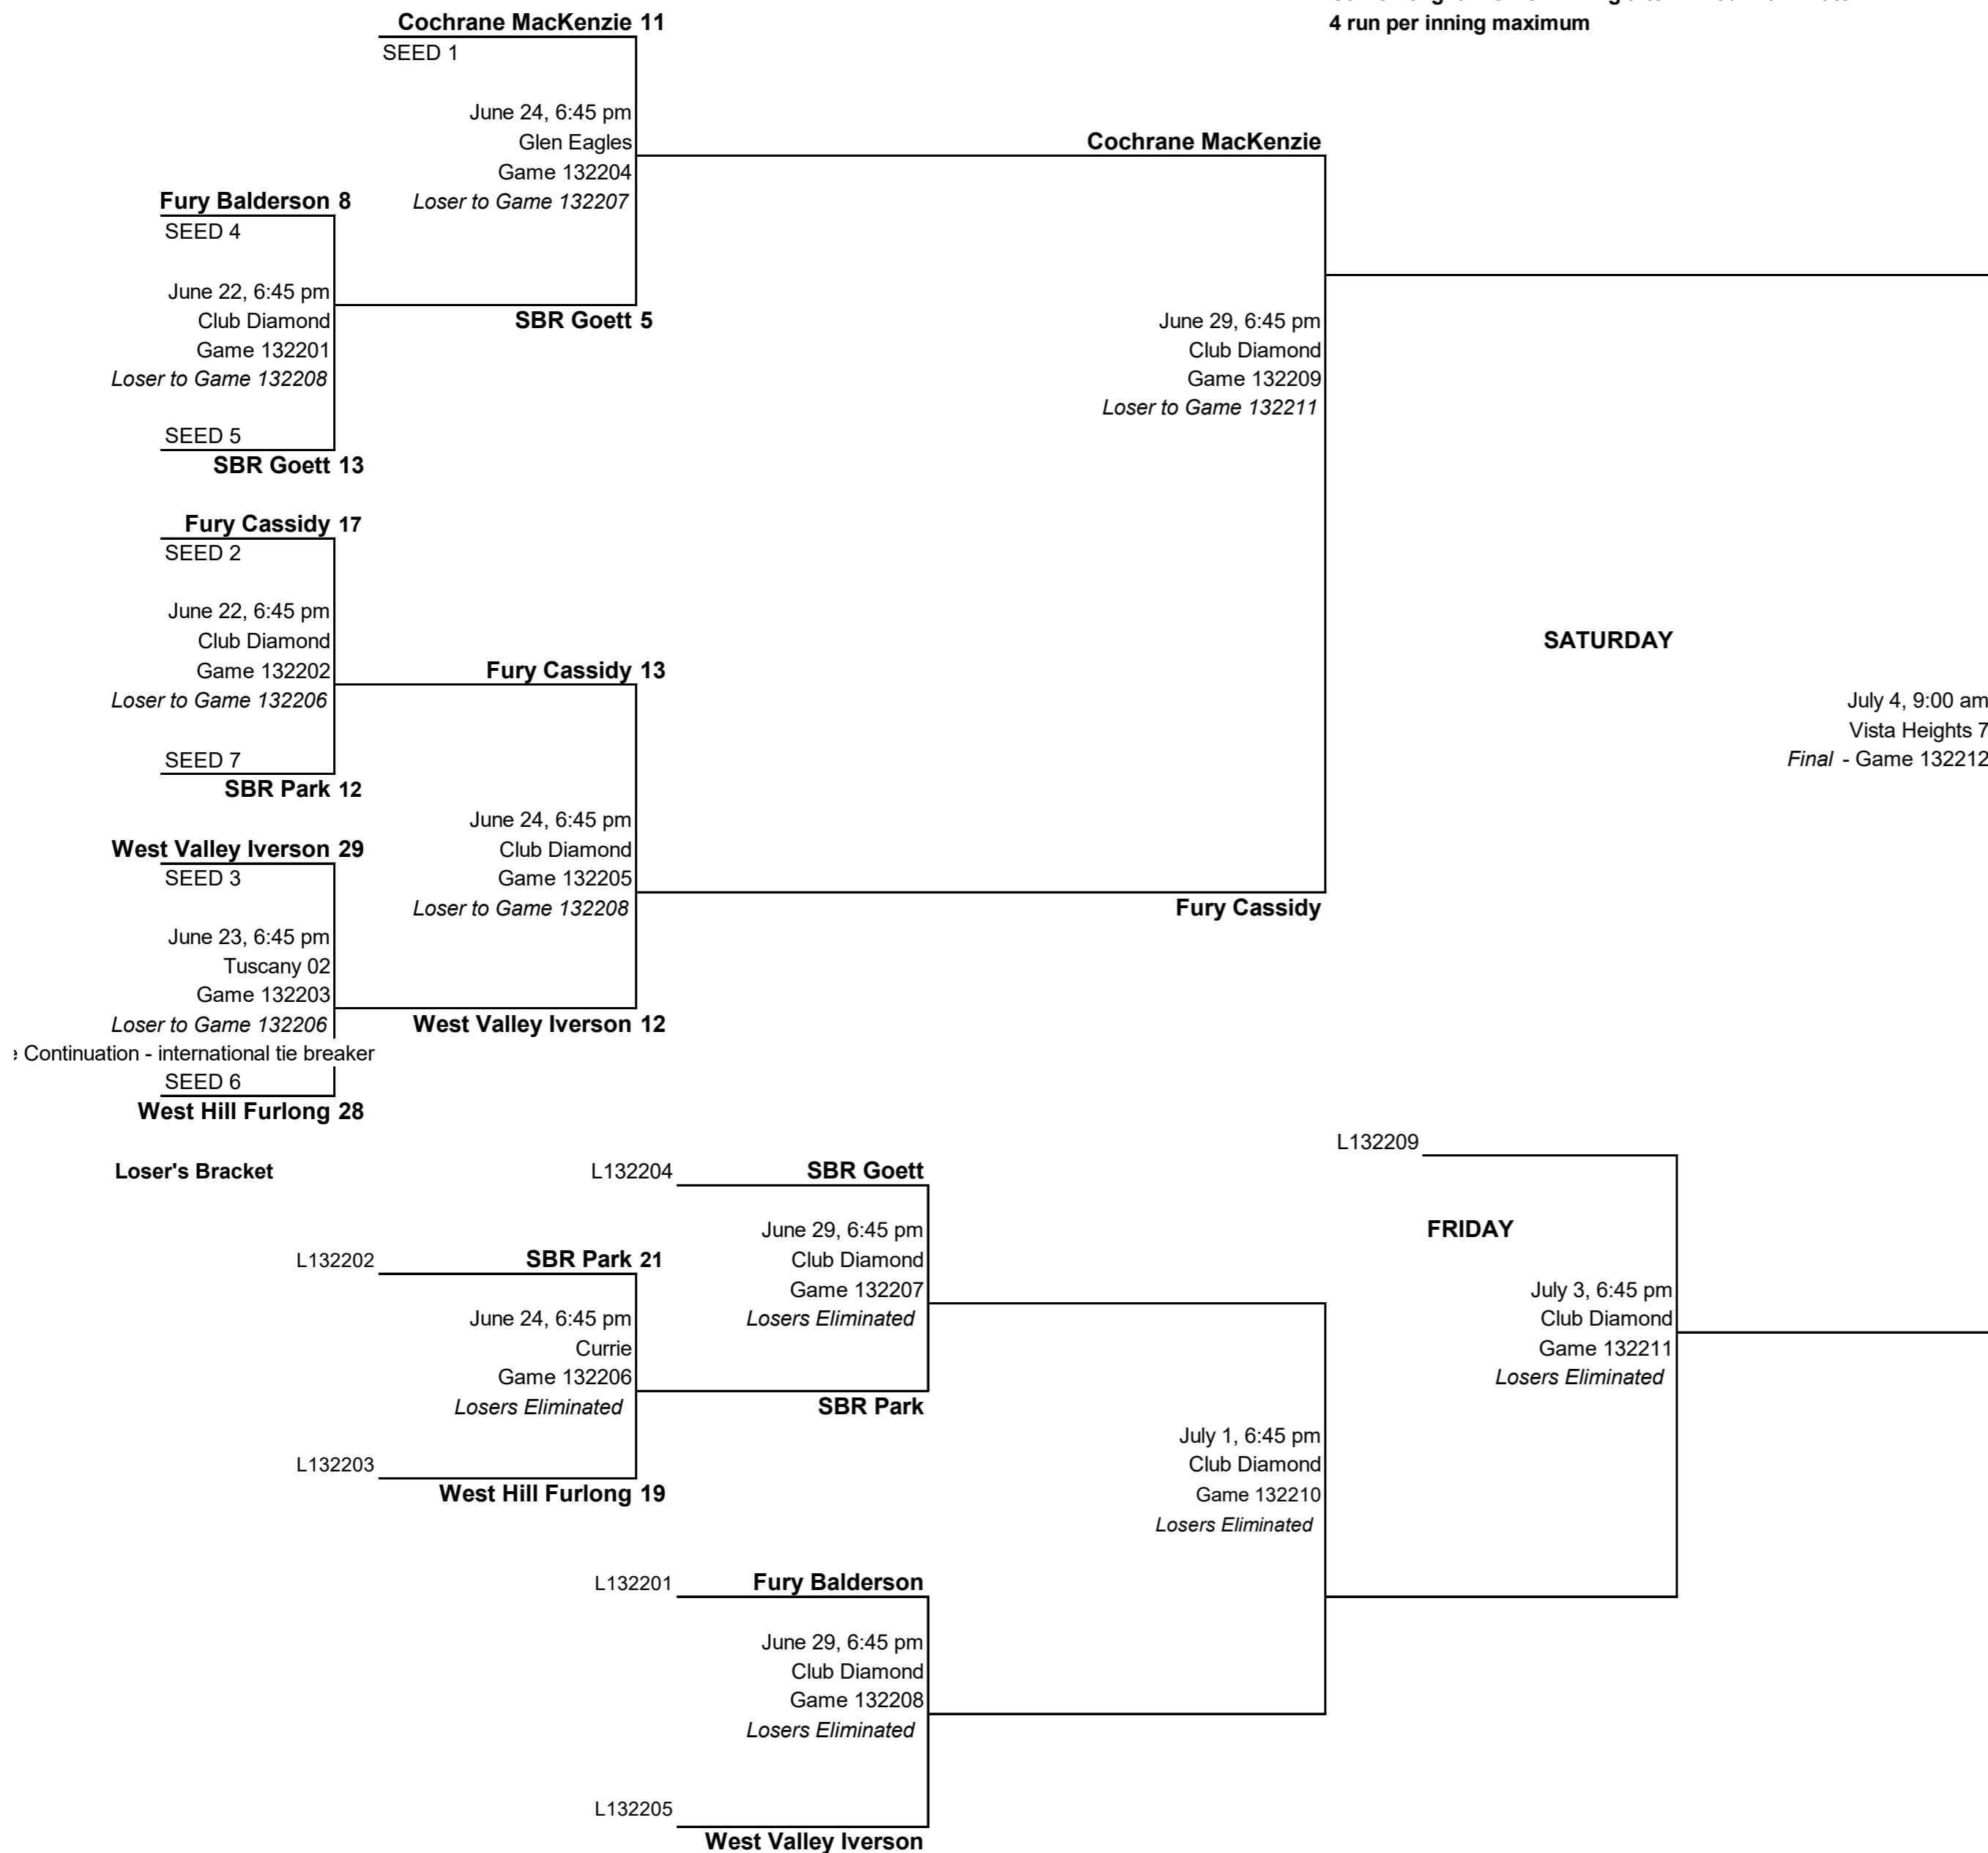 4 run per inning maximum
Cochrane MacKenzie 11
SEED 1
June 24, 6:45 pm
Glen Eagles
Game 132204
Loser to Game 132207
Cochrane MacKenzie
Fury Balderson 8
SEED 4
June 22, 6:45 pm
Club Diamond
Game 132201
Loser to Game 132208
SBR Goett 5
June 29, 6:45 pm
Club Diamond
Game 132209
Loser to Game 132211
SEED 5
SBR Goett 13
Fury Cassidy 17
SEED 2
June 22, 6:45 pm
Club Diamond
Game 132202
Loser to Game 132206
Fury Cassidy 13
SATURDAY
July 4, 9:00 am
Vista Heights 7
Final - Game 132212
SEED 7
SBR Park 12
June 24, 6:45 pm
Club Diamond
Game 132205
Loser to Game 132208
West Valley Iverson 29
SEED 3
Fury Cassidy
June 23, 6:45 pm
Tuscany 02
Game 132203
Loser to Game 132206
West Valley Iverson 12
Continuation - international tie breaker
SEED 6
West Hill Furlong 28
L132209
Loser's Bracket
L132204
SBR Goett
June 29, 6:45 pm
Club Diamond
Game 132207
Losers Eliminated
FRIDAY
L132202
SBR Park 21
June 24, 6:45 pm
Currie
Game 132206
Losers Eliminated
July 3, 6:45 pm
Club Diamond
Game 132211
Losers Eliminated
SBR Park
L132203
West Hill Furlong 19
July 1, 6:45 pm
Club Diamond
Game 132210
Losers Eliminated
L132201
Fury Balderson
June 29, 6:45 pm
Club Diamond
Game 132208
Losers Eliminated
L132205
West Valley Iverson